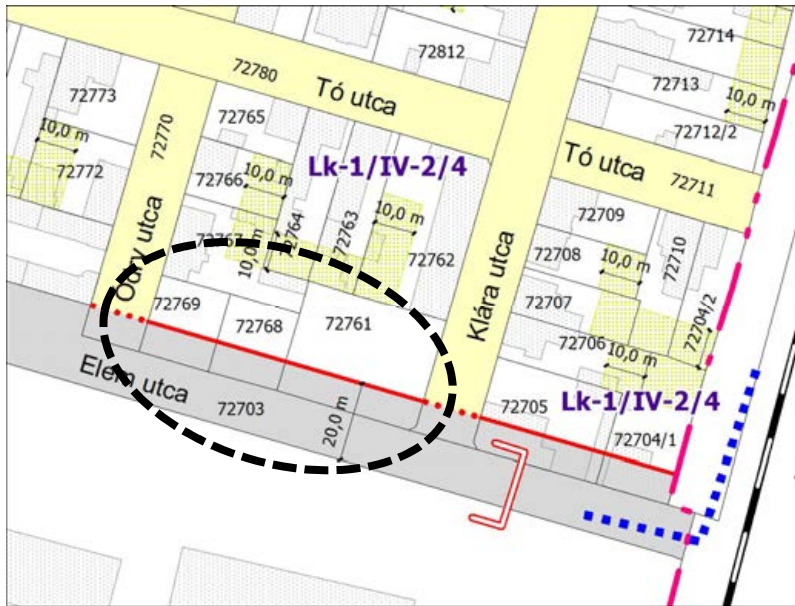 72714
72812
72780
72713
10,0 m
Tó utca
72773
72765
72712/2
72770
10,0 m
Lk-1/IV-2/4
Tó utca
72711
72772
72766
10,0 m
10,0 m
72709
72764
72763
72710
72767
72708
10,0 m
Ódry utca
10,0 m
72762
72707
Klára utca
72704/2
72769
72768
72761
72706
10,0 m
Elem utca
72703
20,0 m
72705
Lk-1/IV-2/4
72704/1